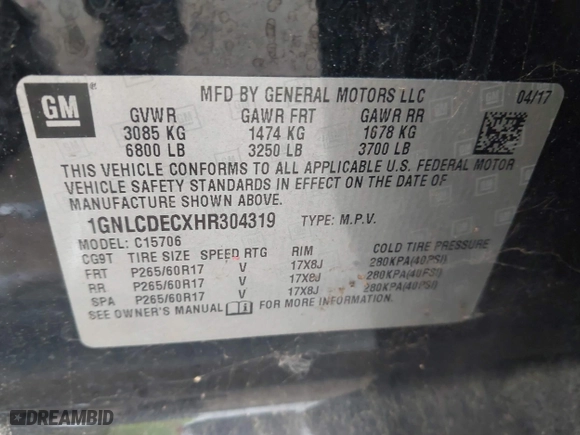 GM
MFD BY GENERAL MOTORS LLC 04/17
GVWR GAWR FRT GAWR RR
3085 KG 1474 KG 1678 KG
6800 LB 3250 LB 3700 LB
THIS VEHICLE CONFORMS TO ALL APPLICABLE U.S. FEDERAL MOTOR
VEHICLE SAFETY STANDARDS IN EFFECT ON THE DATE OF
MANUFACTURE SHOWN ABOVE.
1GNLCDECXHR304319 TYPE: M.P.V.
MODEL: C15706
CG9T TIRE SIZE SPEED RTG RIM COLD TIRE PRESSURE
FRT P265/60R17 V 17X8J 280KPA(40PSI)
RR P265/60R17 V 17X8J 280KPA(40PSI)
SPA P265/60R17 V 17X8J 280KPA(40PSI)
SEE OWNER'S MANUAL FOR MORE INFORMATION
DREAMBID